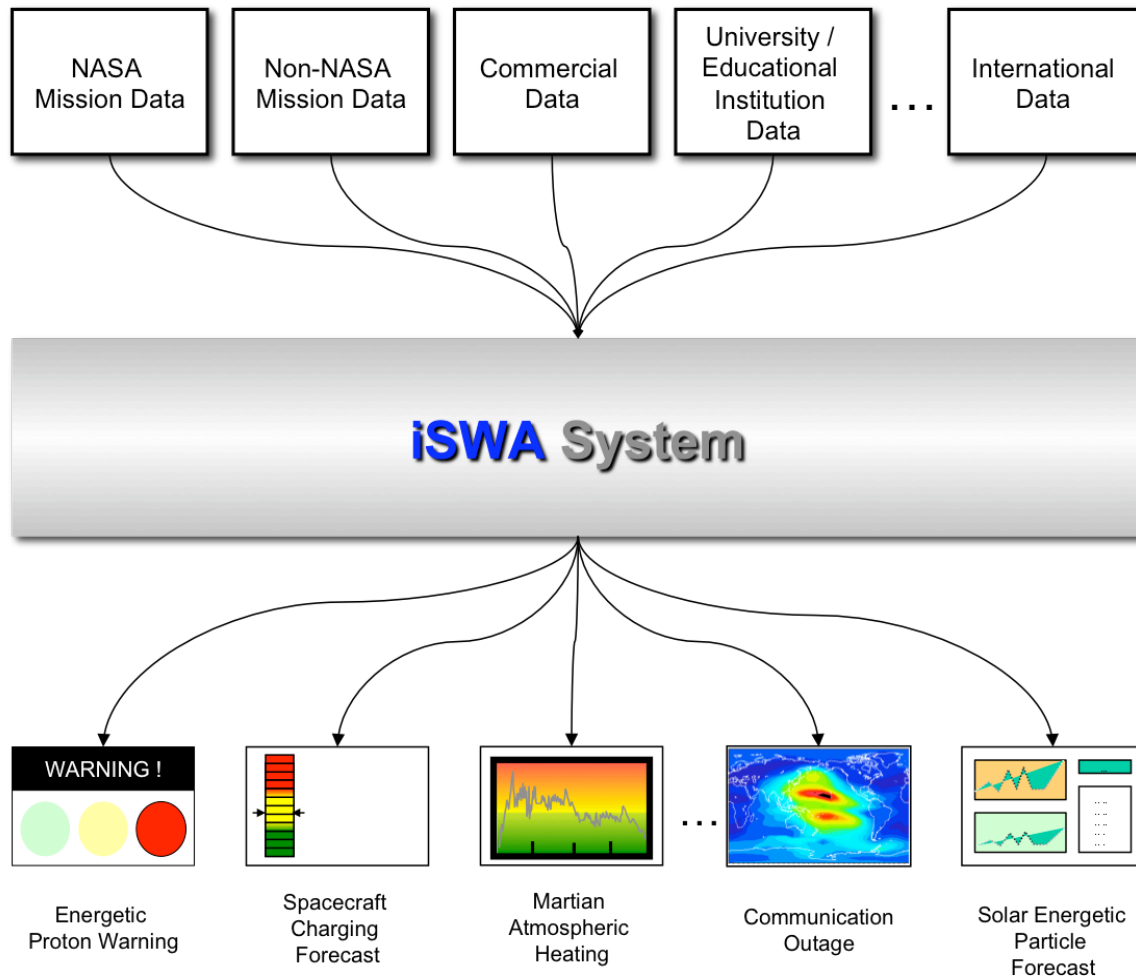 NASA
Mission Data
Non-NASA
Mission Data
Commercial
Data
University /
Educational
Institution
Data
...
International
Data
iSWA System
WARNING !
...
Energetic
Proton Warning
Spacecraft
Charging
Forecast
Martian
Atmospheric
Heating
Communication
Outage
Solar Energetic
Particle
Forecast